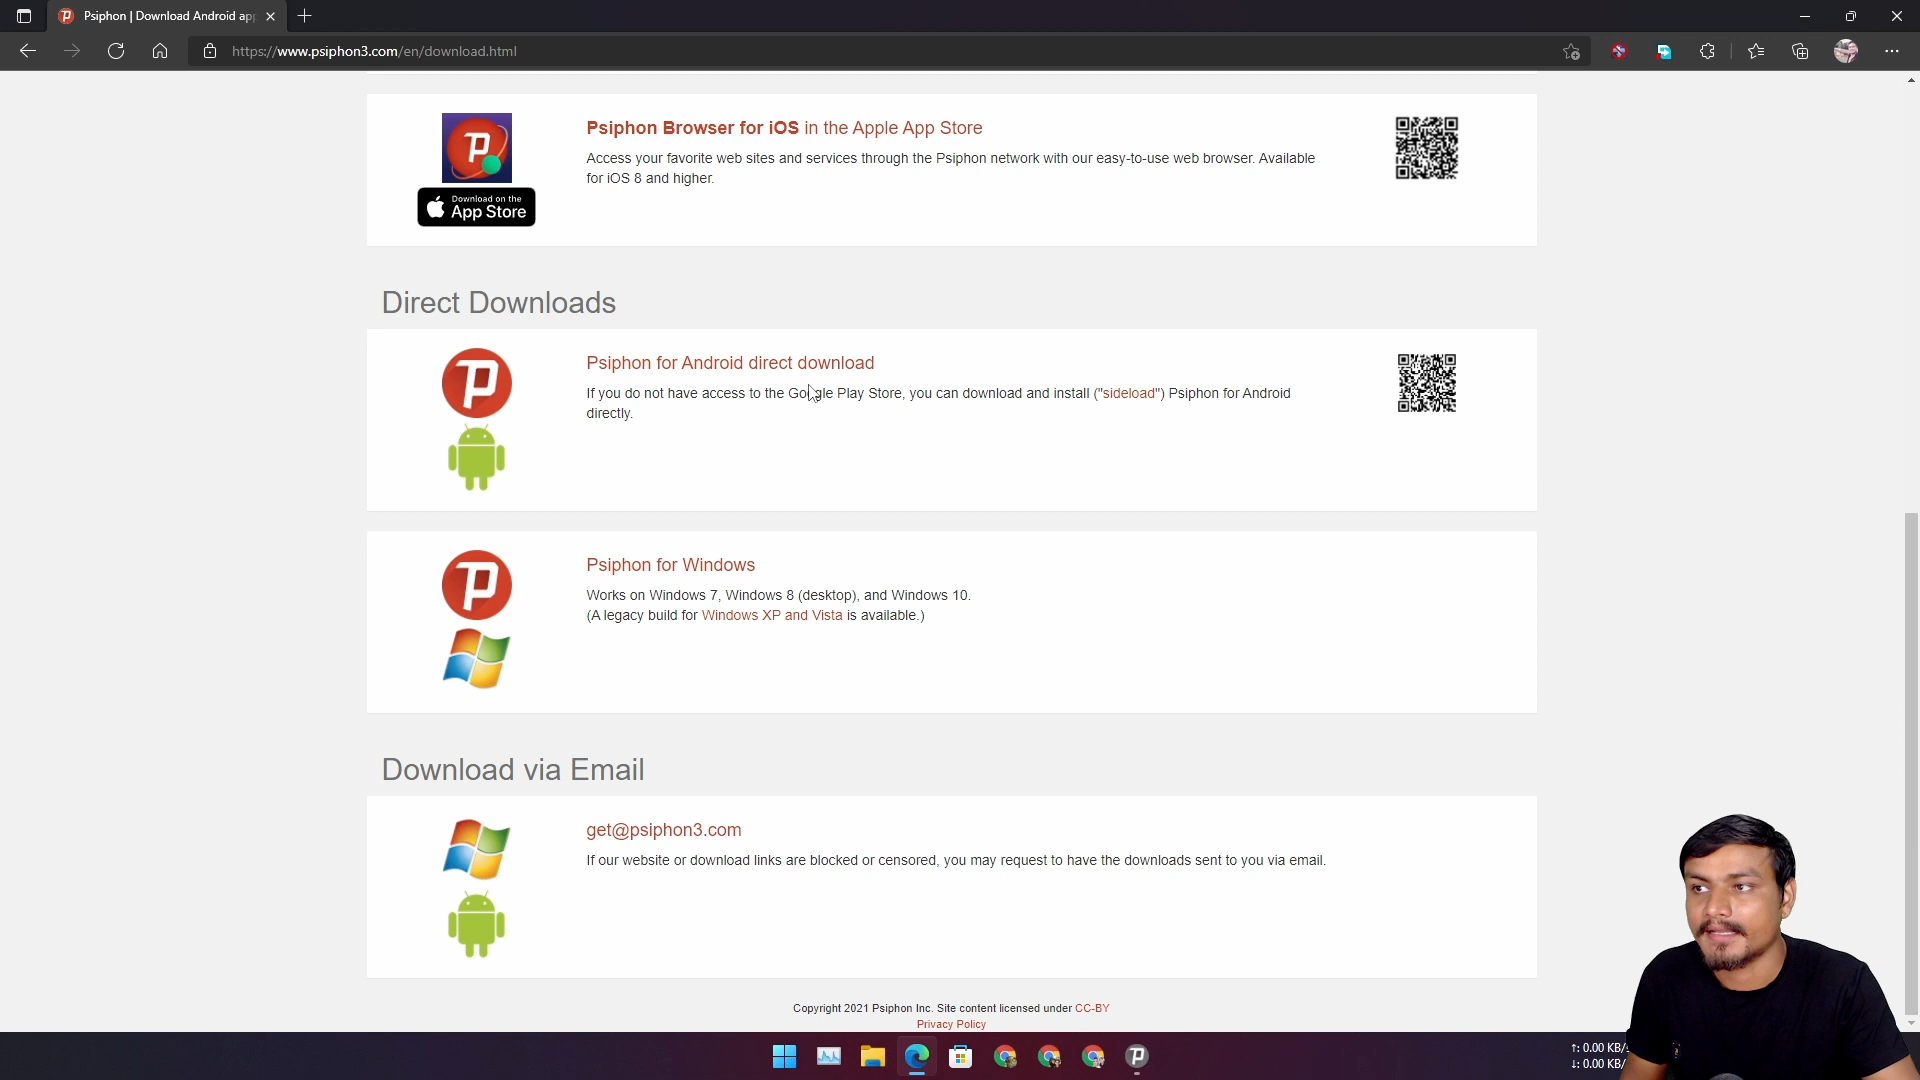 Psiphon | Download Android ap
https://www.psiphon3.com/en/download.html
Psiphon Browser for iOS in the Apple App Store
Access your favorite web sites and services through the Psiphon network with our easy-to-use web browser. Available
for iOS 8 and higher.
Download on the
App Store
Direct Downloads
Psiphon for Android direct download
If you do not have access to the Google Play Store, you can download and install ("sideload") Psiphon for Android
directly.
Psiphon for Windows
Works on Windows 7, Windows 8 (desktop), and Windows 10.
(A legacy build for Windows XP and Vista is available.)
Download via Email
get@psiphon3.com
If our website or download links are blocked or censored, you may request to have the downloads sent to you via email.
Copyright 2021 Psiphon Inc. Site content licensed under CC-BY
Privacy Policy
↑: 0.00 KB/
↓: 0.00 KB/